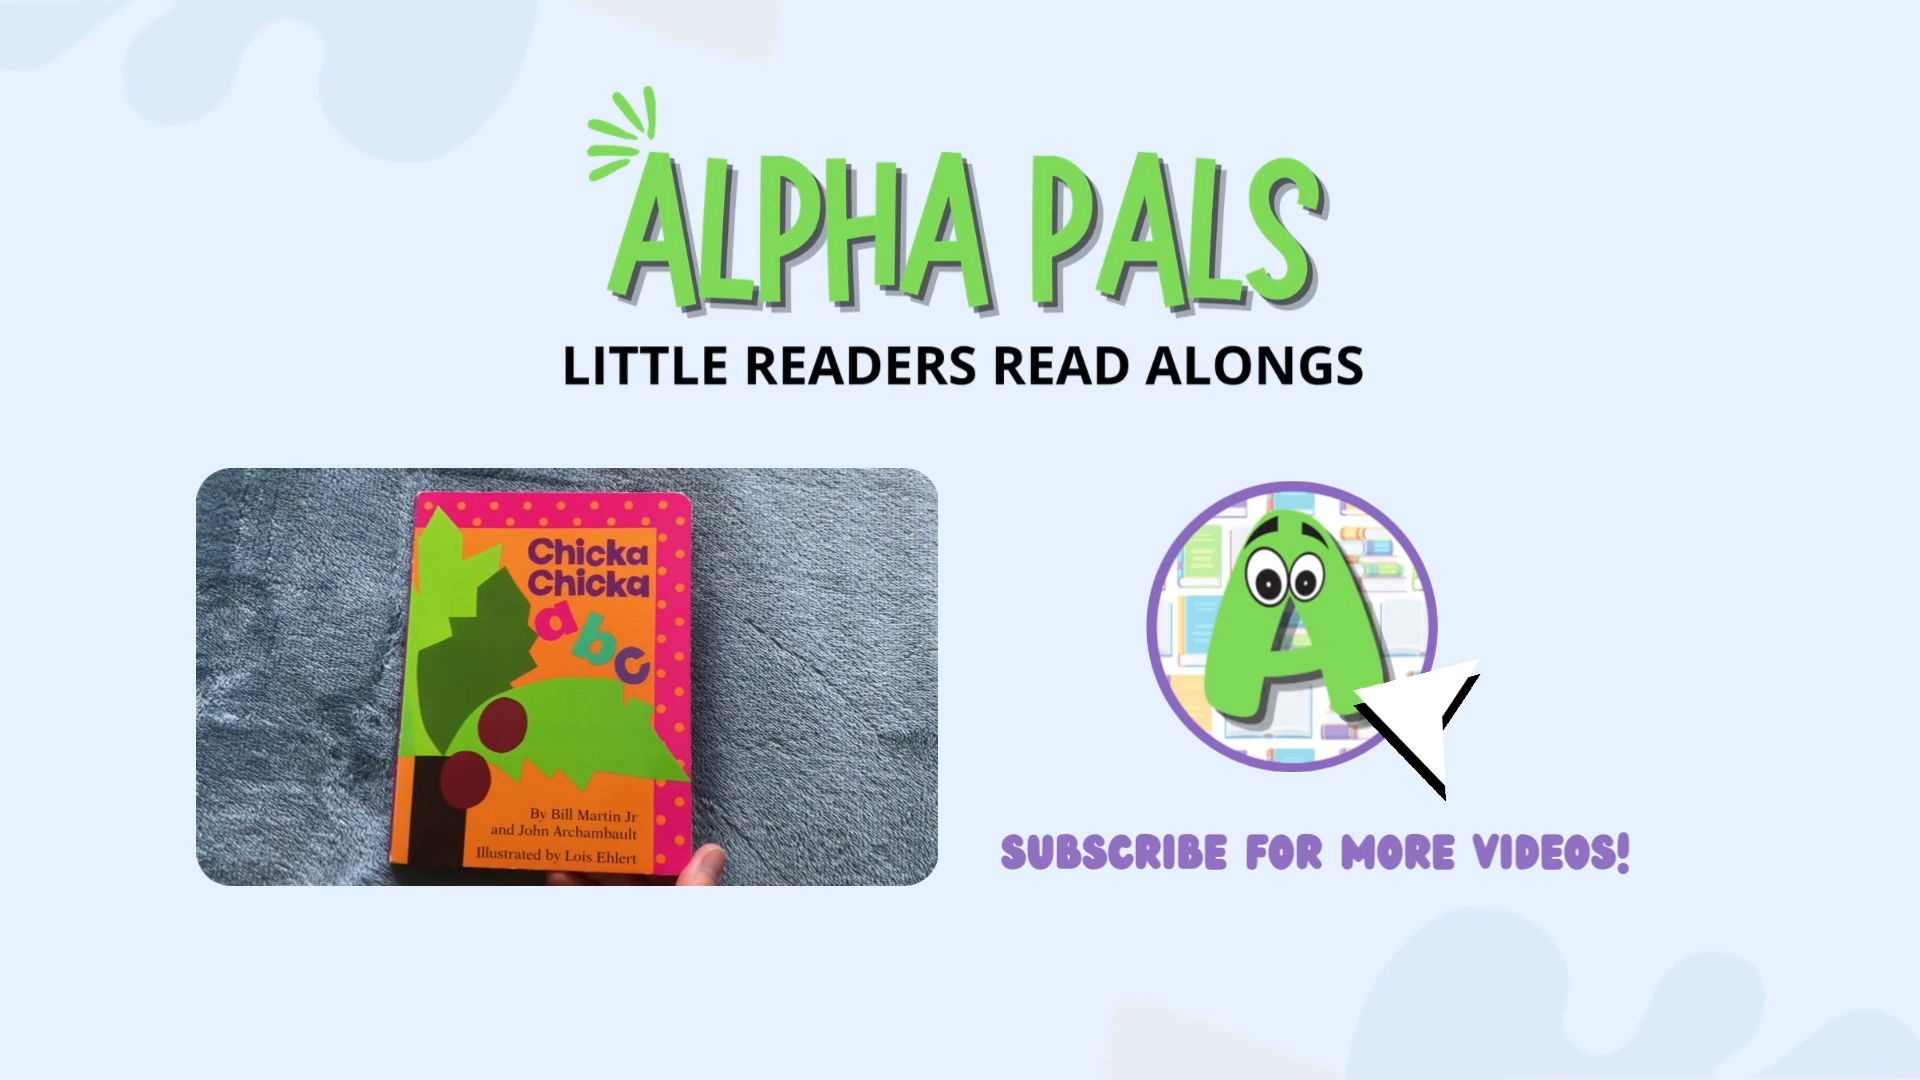 ALPHA PALS
LITTLE READERS READ ALONGS
Chicka
Chicka
abc
By Bill Martin Jr
and John Archambault
Illustrated by Lois Ehlert
A
SUBSCRIBE FOR MORE VIDEOS!